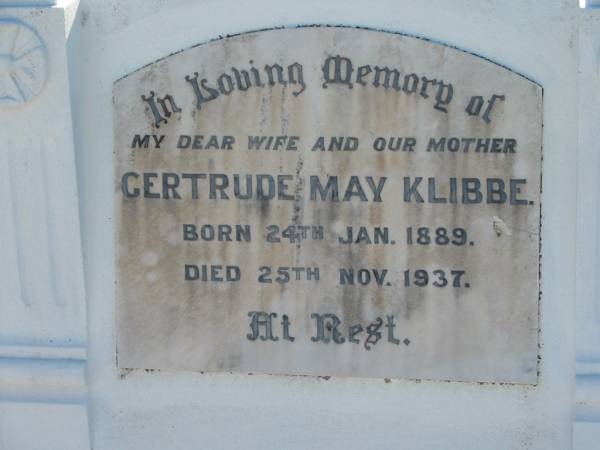 In Loving Memory of
MY DEAR WIFE AND OUR MOTHER
GERTRUDE MAY KLIBBE.
BORN 24TH JAN. 1889.
DIED 25TH NOV. 1937.
At Rest.